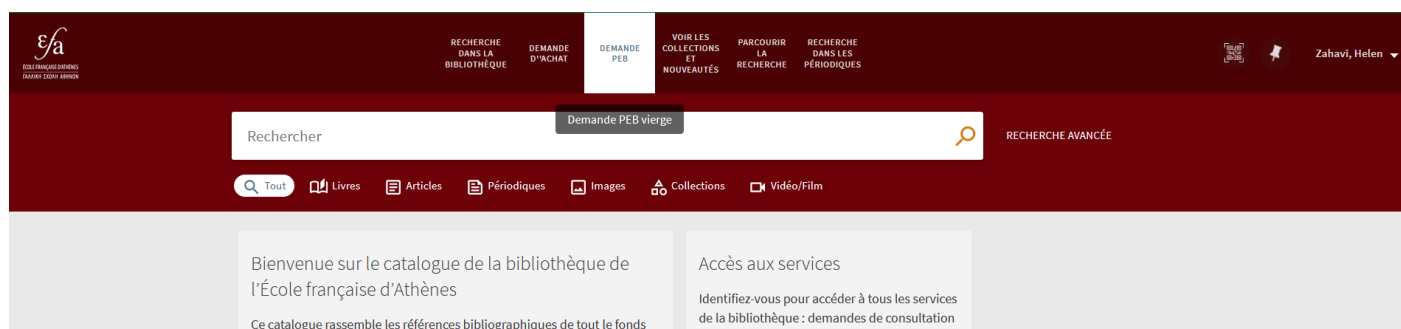 εfa
ÉCOLE FRANÇAISE D'ATHÈNES
ΓΑΛΛΙΚΗ ΣΧΟΛΗ ΑΘΗΝΩΝ
RECHERCHE
DANS LA
BIBLIOTHÈQUE
DEMANDE
D''ACHAT
DEMANDE
PEB
VOIR LES
COLLECTIONS
ET
NOUVEAUTÉS
PARCOURIR
LA
RECHERCHE
RECHERCHE
DANS LES
PÉRIODIQUES
Zahavi, Helen
Demande PEB vierge
Rechercher
RECHERCHE AVANCÉE
Tout
Livres
Articles
Périodiques
Images
Collections
Vidéo/Film
Bienvenue sur le catalogue de la bibliothèque de
l'École française d'Athènes
Ce catalogue rassemble les références bibliographiques de tout le fonds
Accès aux services
Identifiez-vous pour accéder à tous les services
de la bibliothèque : demandes de consultation